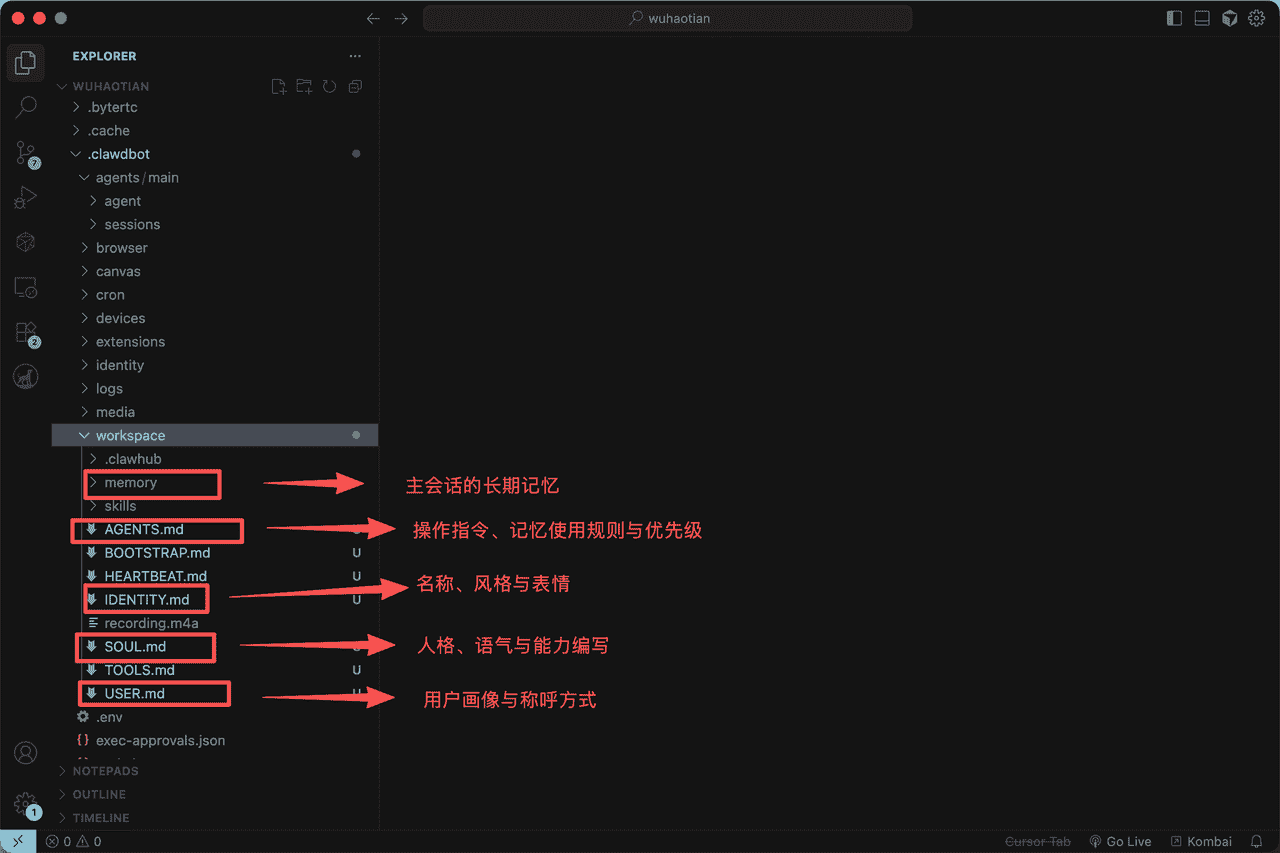 wuhaotian
EXPLORER
WUHAOTIAN
.bytertc
.cache
.clawdbot
agents/main
agent
sessions
browser
canvas
cron
devices
extensions
identity
logs
media
workspace
.clawhub
memory
主会话的长期记忆
skills
AGENTS.md
操作指令、记忆使用规则与优先级
BOOTSTRAP.md U
HEARTBEAT.md U
IDENTITY.md U
名称、风格与表情
recording.m4a
SOUL.md
人格、语气与能力编写
TOOLS.md U
USER.md U
用户画像与称呼方式
.env
{} exec-approvals.json
NOTEPADS
OUTLINE
TIMELINE
7
2
1
0 0
Cursor Tab
Go Live
Kombai